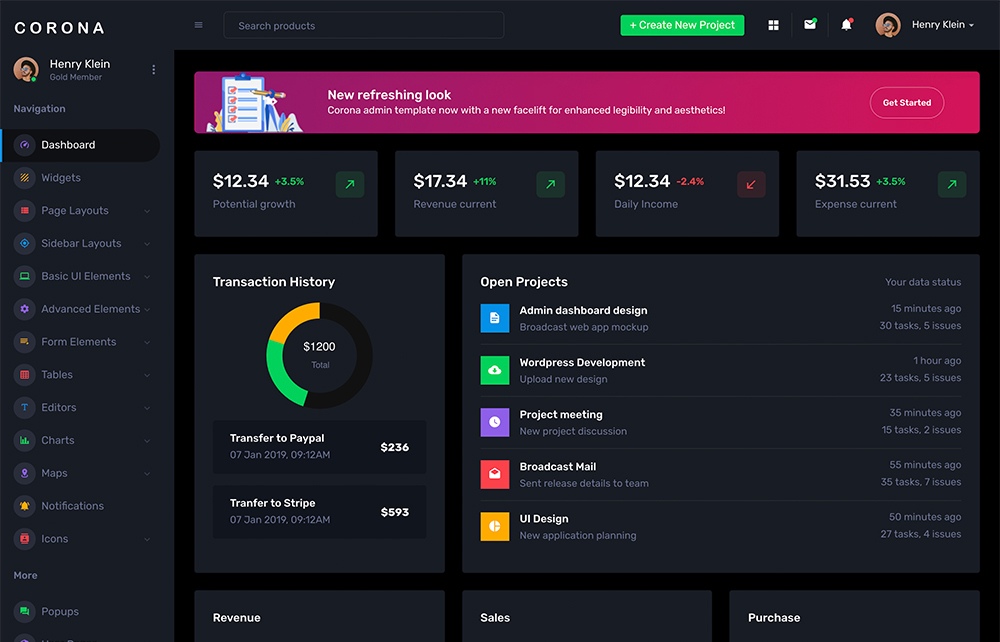 CORONA
Search products
+ Create New Project
Henry Klein
Henry Klein
Gold Member
Navigation
Dashboard
Widgets
Page Layouts
Sidebar Layouts
Basic UI Elements
Advanced Elements
Form Elements
Tables
Editors
Charts
Maps
Notifications
Icons
More
Popups
New refreshing look
Corona admin template now with a new facelift for enhanced legibility and aesthetics!
Get Started
$12.34 +3.5%
Potential growth
$17.34 +11%
Revenue current
$12.34 -2.4%
Daily Income
$31.53 +3.5%
Expense current
Transaction History
$1200
Total
Transfer to Paypal
07 Jan 2019, 09:12AM
$236
Tranfer to Stripe
07 Jan 2019, 09:12AM
$593
Open Projects
Your data status
Admin dashboard design
Broadcast web app mockup
15 minutes ago
30 tasks, 5 issues
Wordpress Development
Upload new design
1 hour ago
23 tasks, 5 issues
Project meeting
New project discussion
35 minutes ago
15 tasks, 2 issues
Broadcast Mail
Sent release details to team
55 minutes ago
35 tasks, 7 issues
UI Design
New application planning
50 minutes ago
27 tasks, 4 issues
Revenue
Sales
Purchase